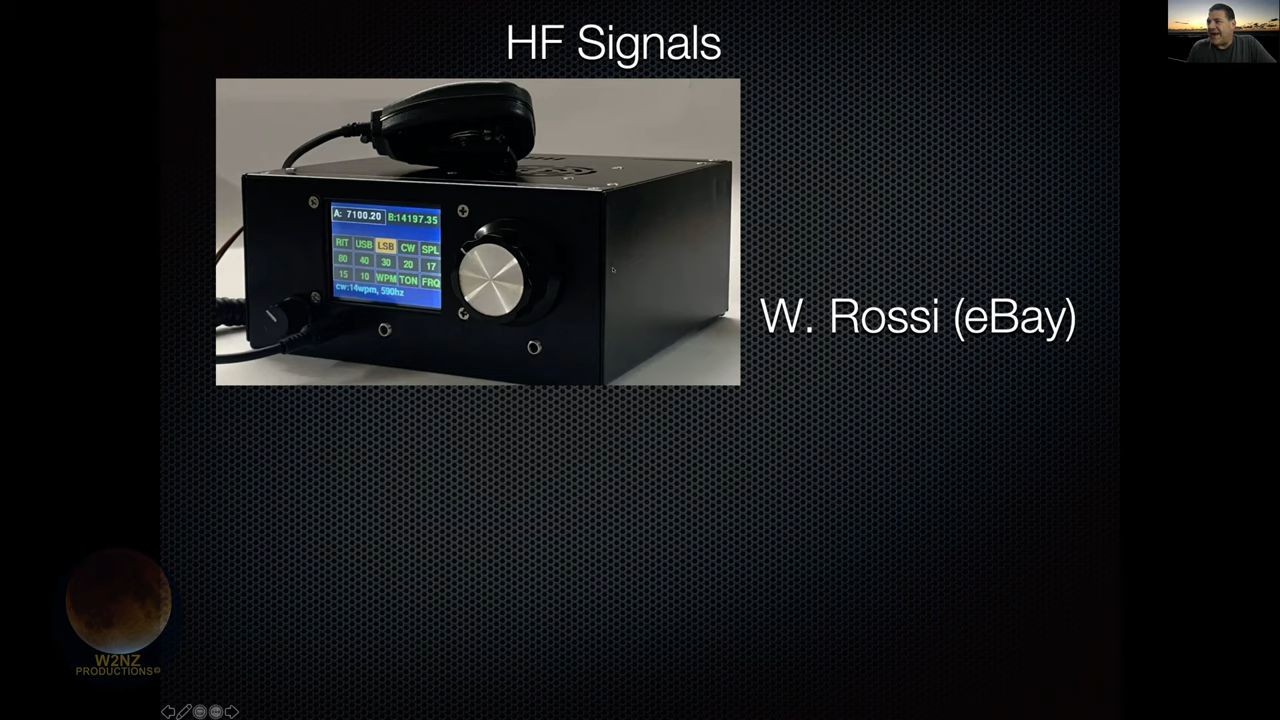 HF Signals
A: 7100.20 B:14197.35
RIT USB LSB CW SPL
80 40 30 20 17
15 10 WPM TON FRQ
cw:14wpm, 590hz
W. Rossi (eBay)
W2NZ
PRODUCTIONS